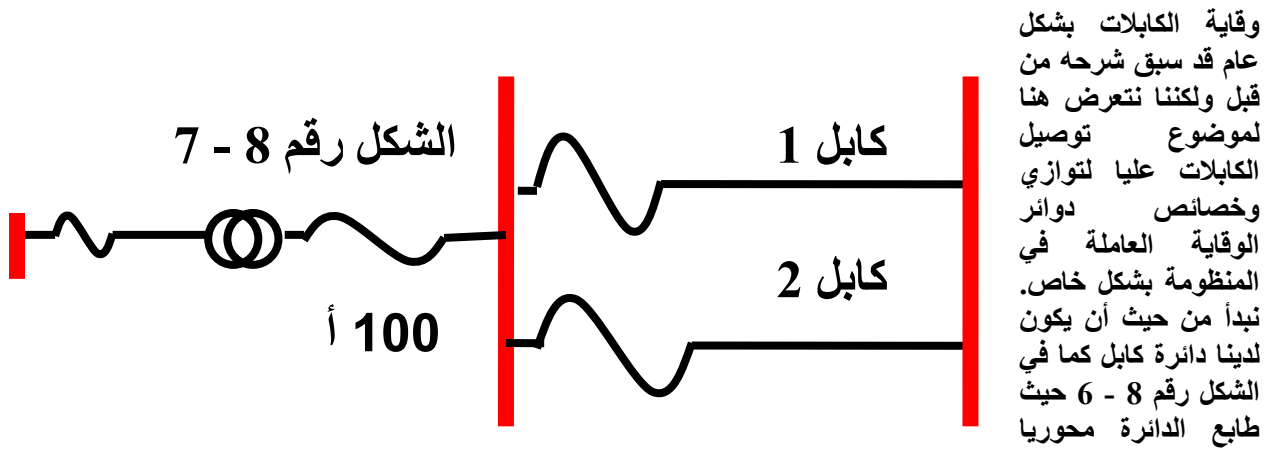 وقاية الكابلات بشكل
عام قد سبق شرحه من
قبل ولكننا نتعرض هنا
لموضوع توصيل
الكابلات عليا لتوازي
وخصائص دوائر
الوقاية العاملة في
المنظومة بشكل خاص.
نبدأ من حيث أن يكون
لدينا دائرة كابل كما في
الشكل رقم 8 - 6 حيث
طابع الدائرة محوريا
الشكل رقم 8 - 7
كابل 1
كابل 2
100 أ